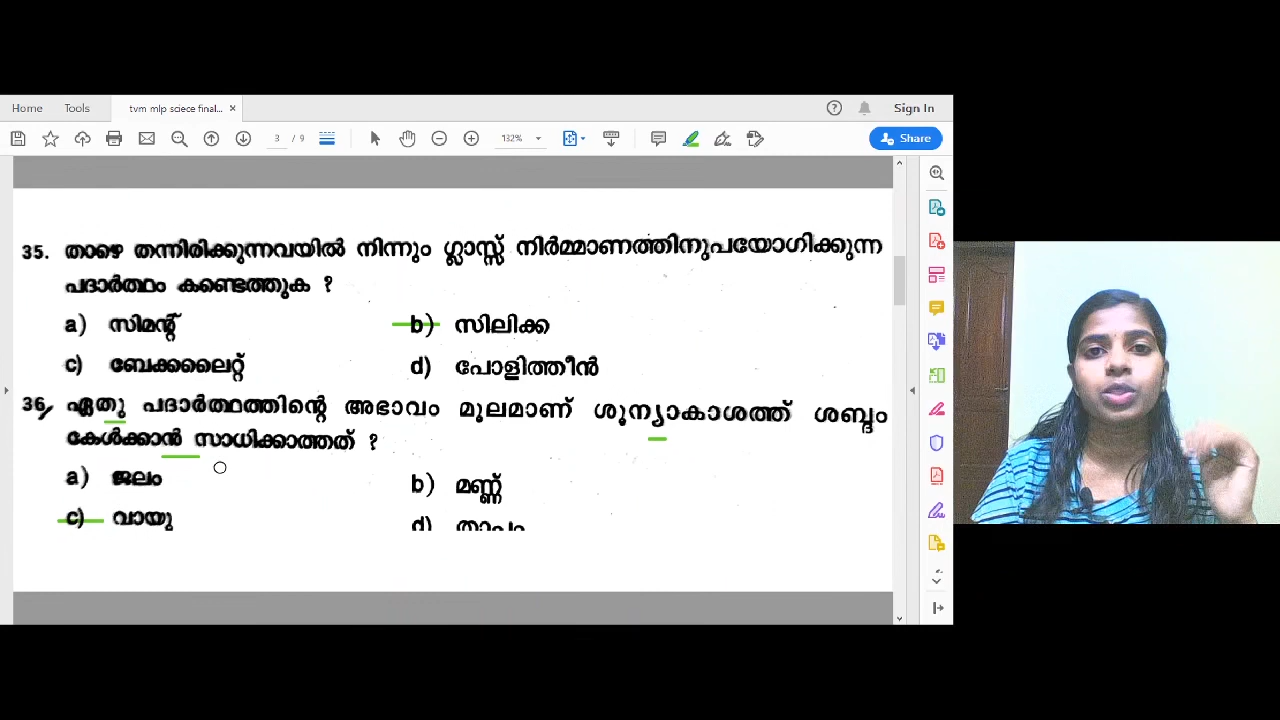 Home Tools tvm mlp sciece final... × Sign In
3 / 9 132% Share
35. താഴെ തന്നിരിക്കുന്നവയിൽ നിന്നും ഗ്ലാസ്സ് നിർമ്മാണത്തിനുപയോഗിക്കുന്ന
പദാർത്ഥം കണ്ടെത്തുക ?
a) സിമന്റ് b) സിലിക്ക
c) ബേക്കലൈറ്റ് d) പോളിത്തീൻ
36. ഏതു പദാർത്ഥത്തിന്റെ അഭാവം മൂലമാണ് ശൂന്യാകാശത്ത് ശബ്ദം
കേൾക്കാൻ സാധിക്കാത്തത് ?
a) ജലം b) മണ്ണ്
c) വായു d) താപം